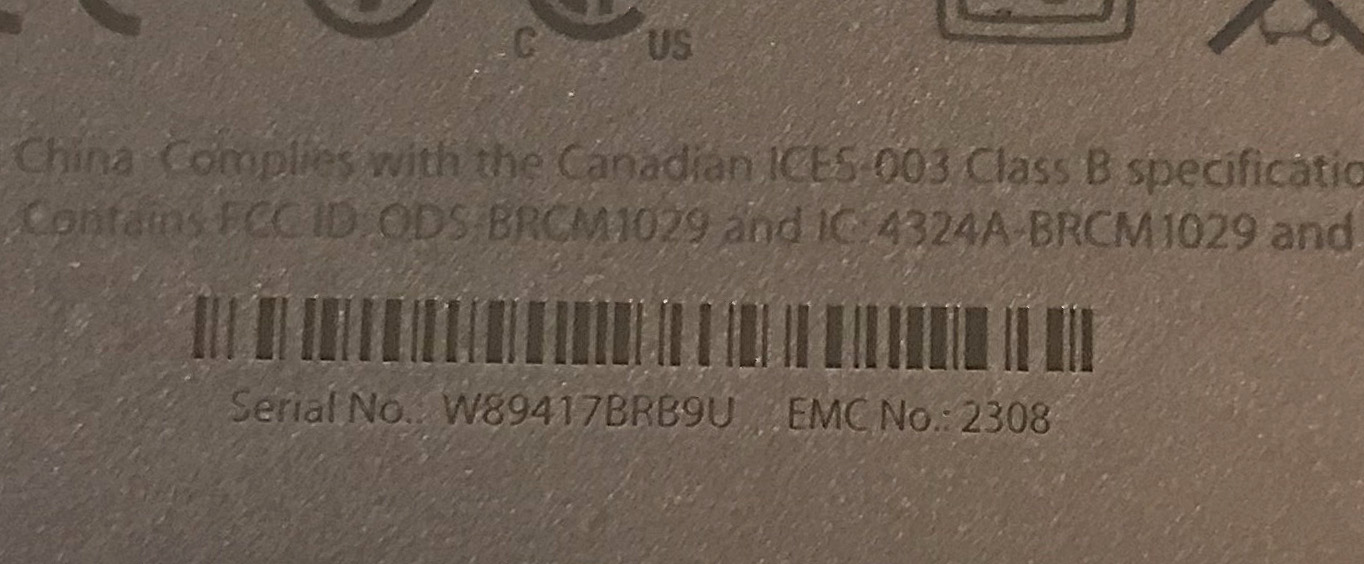 C US
China Complies with the Canadian ICES-003 Class B specificatio
Contains FCC ID: QDS-BRCM1029 and IC: 4324A-BRCM1029 and
Serial No.: W89417BRB9U EMC No.: 2308